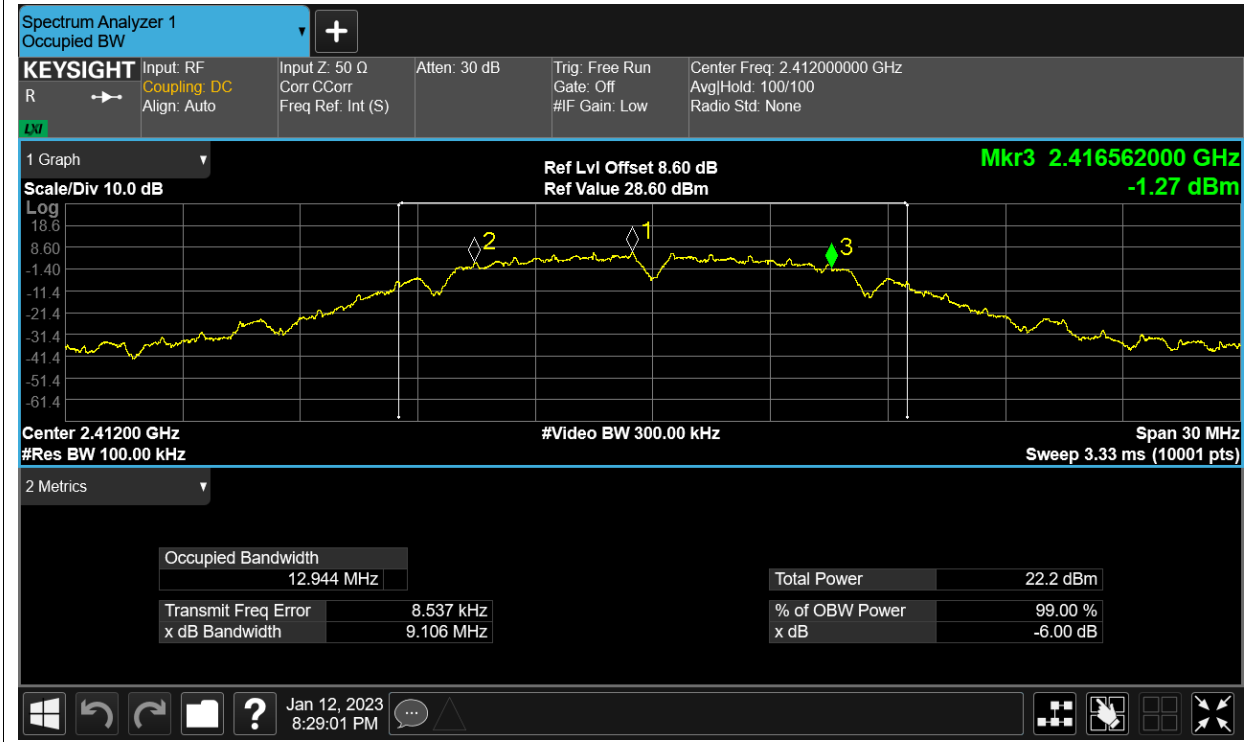 Spectrum Analyzer 1
Occupied BW
KEYSIGHT
R
LXI
Input: RF
Coupling: DC
Align: Auto
Input Z: 50 Ω
Corr CCorr
Freq Ref: Int (S)
Atten: 30 dB
Trig: Free Run
Gate: Off
#IF Gain: Low
Center Freq: 2.412000000 GHz
Avg|Hold: 100/100
Radio Std: None
1 Graph
Scale/Div 10.0 dB
Ref Lvl Offset 8.60 dB
Ref Value 28.60 dBm
Mkr3 2.416562000 GHz
-1.27 dBm
Log
18.6
8.60
-1.40
-11.4
-21.4
-31.4
-41.4
-51.4
-61.4
2
1
3
Center 2.41200 GHz
#Res BW 100.00 kHz
#Video BW 300.00 kHz
Span 30 MHz
Sweep 3.33 ms (10001 pts)
2 Metrics
Occupied Bandwidth
12.944 MHz
Transmit Freq Error 8.537 kHz
x dB Bandwidth 9.106 MHz
Total Power 22.2 dBm
% of OBW Power 99.00 %
x dB -6.00 dB
?
Jan 12, 2023
8:29:01 PM